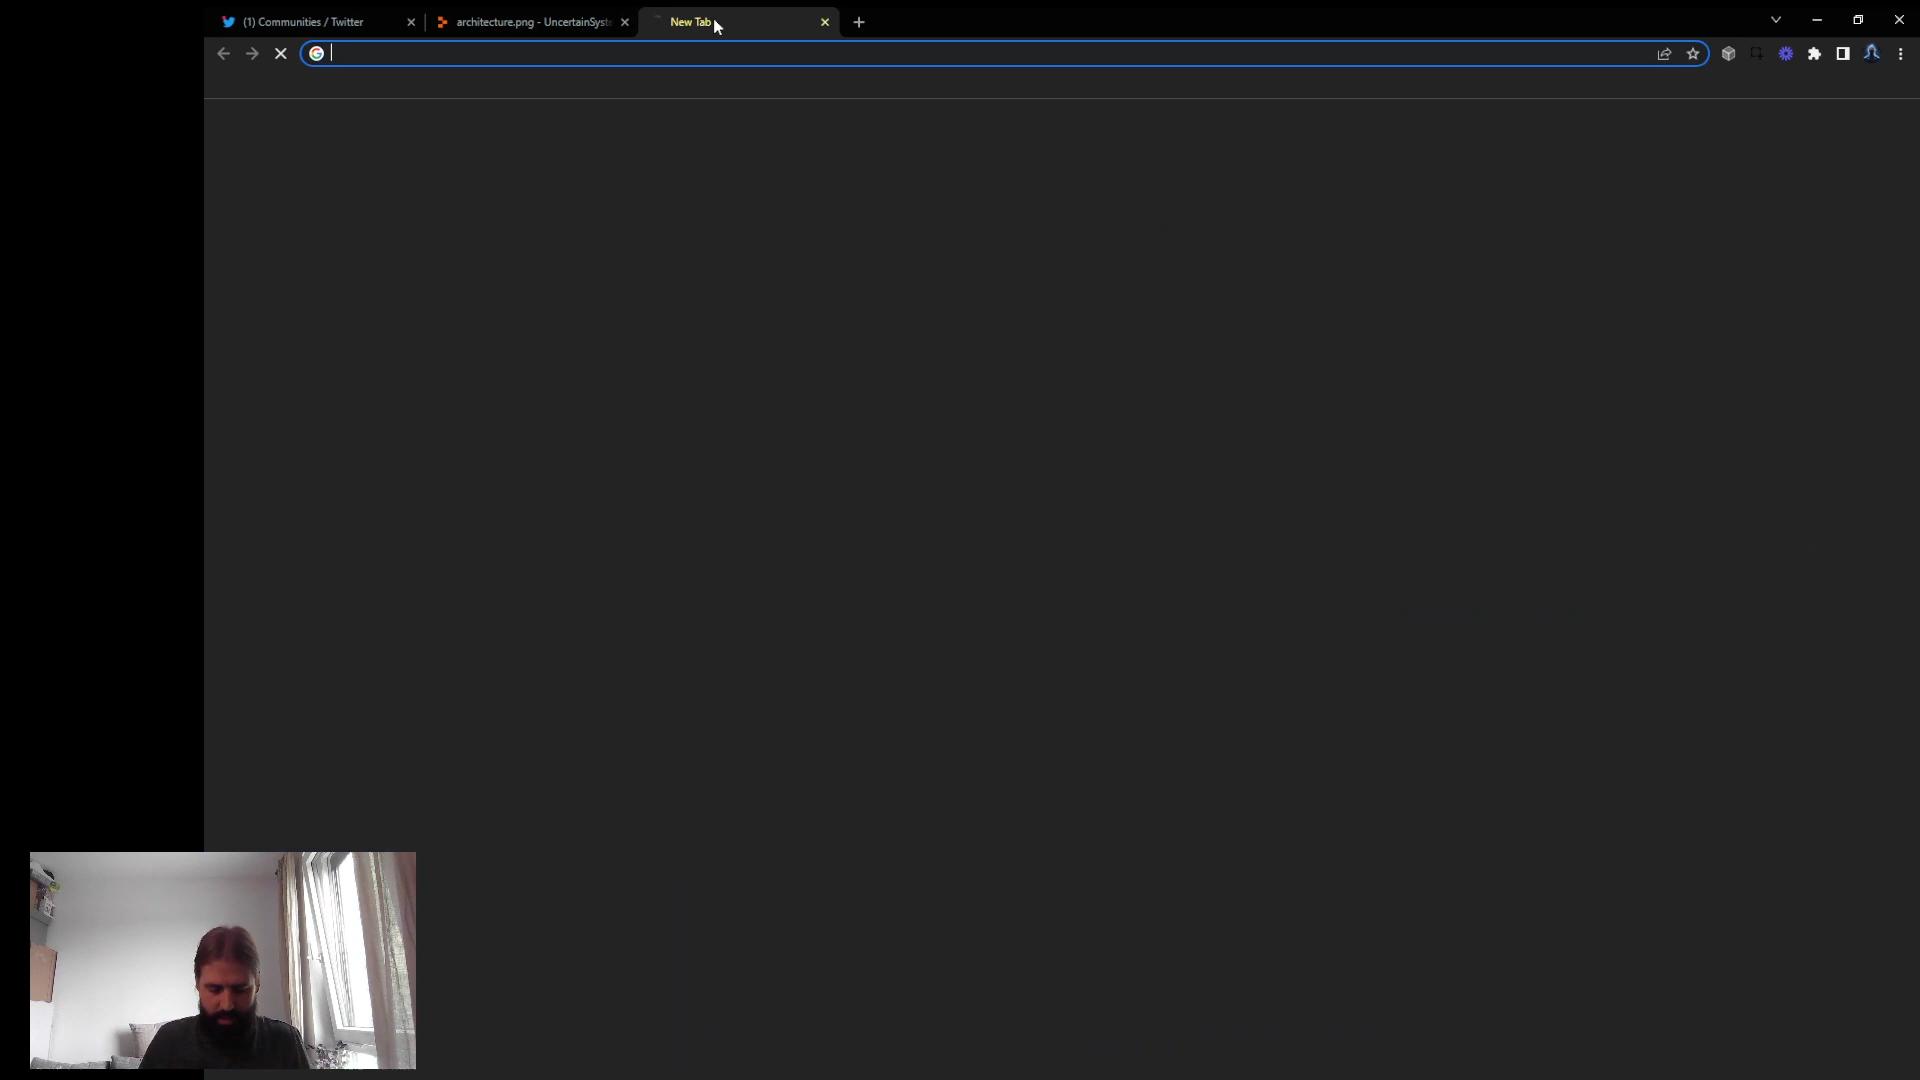 (1) Communities / Twitter
architecture.png - UncertainSyst
New Tab